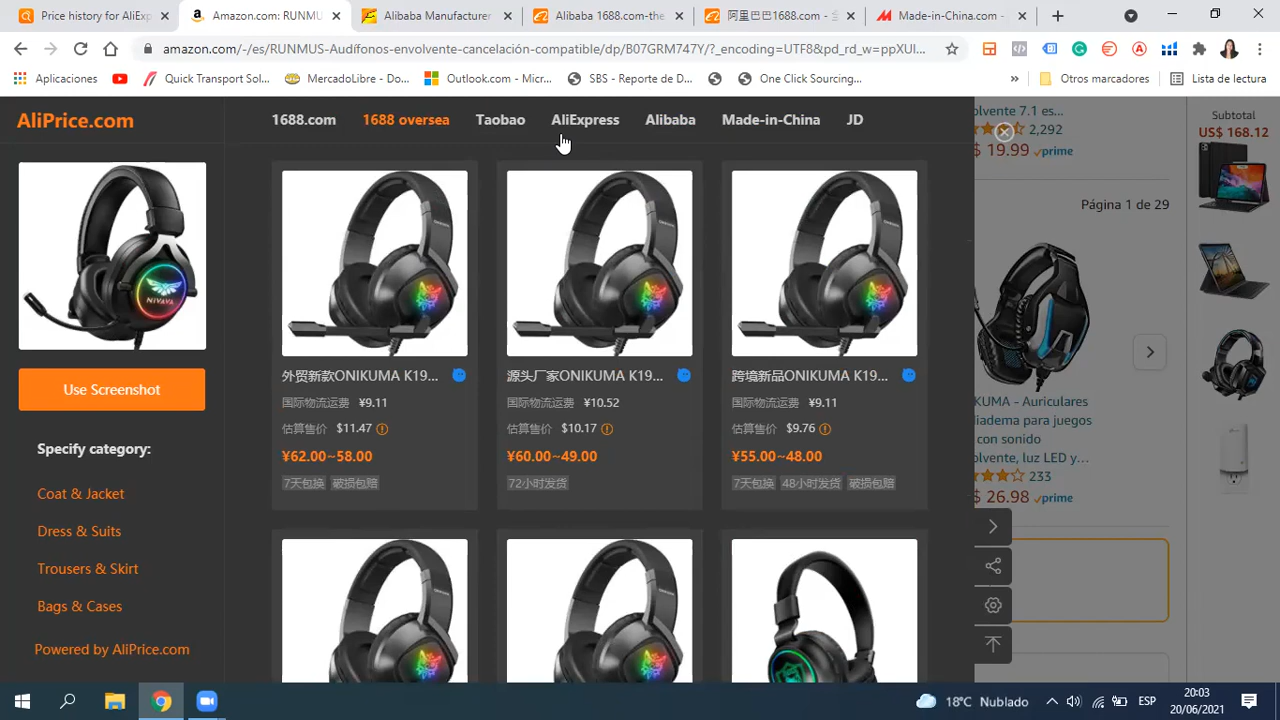 Price history for AliExp
Amazon.com: RUNMU
Alibaba Manufacturer
Alibaba 1688.com-the
阿里巴巴1688.com - 全
Made-in-China.com -
amazon.com/-/es/RUNMUS-Audífonos-envolvente-cancelación-compatible/dp/B07GRM747Y/?_encoding=UTF8&pd_rd_w=ppXUI...
Aplicaciones
Quick Transport Sol...
MercadoLibre - Do...
Outlook.com - Micr...
SBS - Reporte de D...
One Click Sourcing...
»
Otros marcadores
Lista de lectura
AliPrice.com
1688.com
1688 oversea
Taobao
AliExpress
Alibaba
Made-in-China
JD
NIVAVA
Use Screenshot
Specify category:
Coat & Jacket
Dress & Suits
Trousers & Skirt
Bags & Cases
Powered by AliPrice.com
外贸新款ONIKUMA K19...
国际物流运费 ¥9.11
估算售价 $11.47
¥62.00~58.00
7天包换 破损包赔
源头厂家ONIKUMA K19...
国际物流运费 ¥10.52
估算售价 $10.17
¥60.00~49.00
72小时发货
跨境新品ONIKUMA K19...
国际物流运费 ¥9.11
估算售价 $9.76
¥55.00~48.00
7天包换 48小时发货 破损包赔
olvente 7.1 es...
2,292
$ 19.99 prime
Página 1 de 29
KUMA - Auriculares
iadema para juegos
con sonido
olvente, luz LED y...
233
$ 26.98 prime
Subtotal
US$ 168.12
18°C Nublado
ESP
20:03
20/06/2021